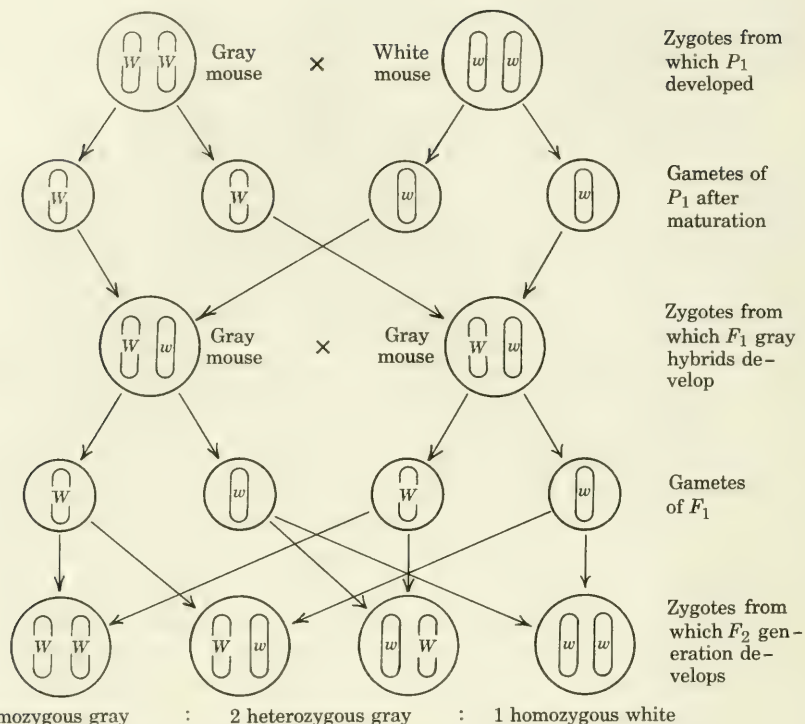 W W
Gray
mouse
×
White
mouse
w w
Zygotes from
which P1
developed
W
W
w
w
Gametes of
P1 after
maturation
W w
Gray
mouse
×
Gray
mouse
W w
Zygotes from
which F1 gray
hybrids de-
velop
W
w
W
w
Gametes
of F1
W W
W w
w W
w w
Zygotes from
which F2 gen-
eration de-
velops
mozygous gray : 2 heterozygous gray : 1 homozygous white